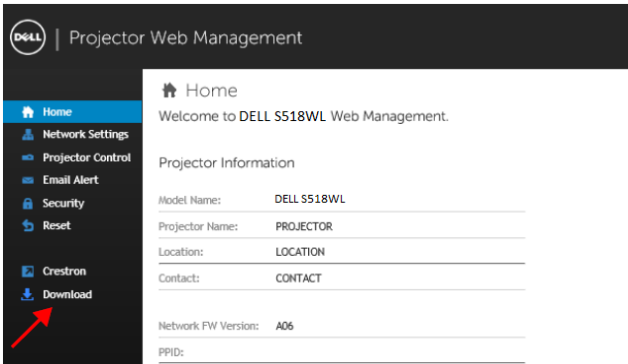 DELL | Projector Web Management
Home
Welcome to DELL S518WL Web Management.
Home
Network Settings
Projector Control
Email Alert
Security
Reset
Crestron
Download
Projector Information
Model Name: DELL S518WL
Projector Name: PROJECTOR
Location: LOCATION
Contact: CONTACT
Network FW Version: A06
PPID: